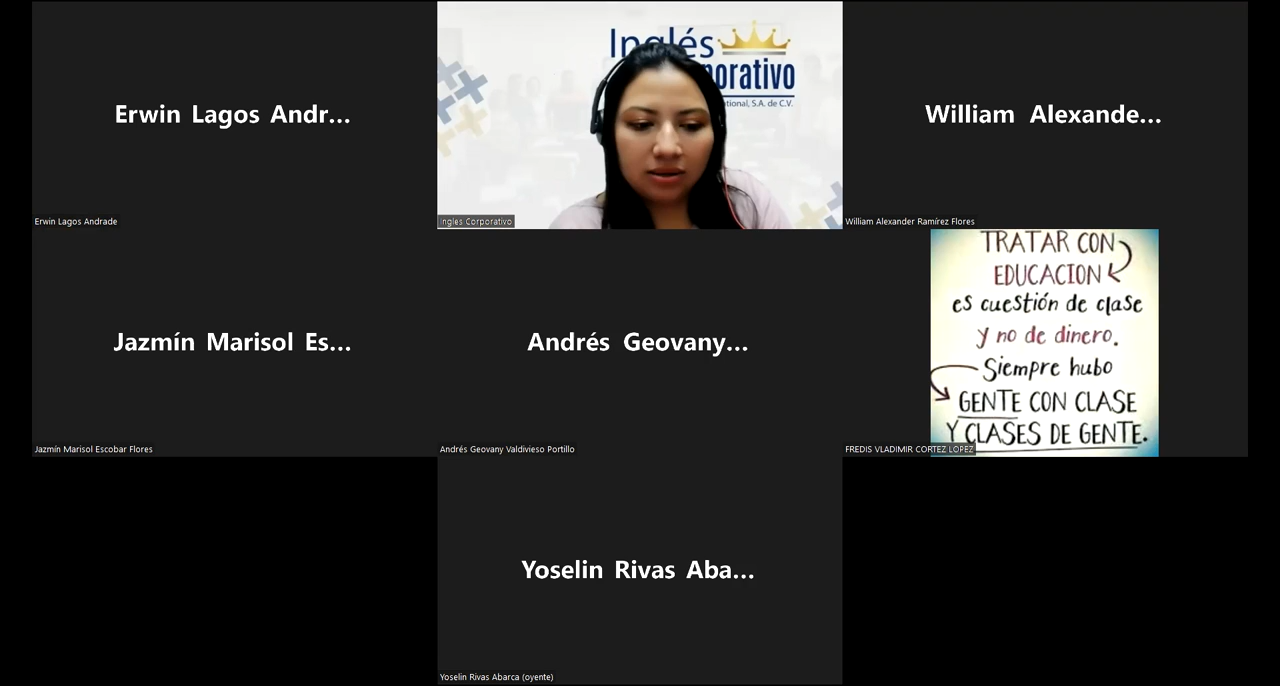 Erwin Lagos Andr...
Erwin Lagos Andrade
Inglés
porativo
national, S.A. de C.V.
Ingles Corporativo
William Alexande...
William Alexander Ramírez Flores
Jazmín Marisol Es...
Jazmín Marisol Escobar Flores
Andrés Geovany...
Andrés Geovany Valdivieso Portillo
TRATAR CON
EDUCACION
es cuestión de clase
y no de dinero.
Siempre hubo
GENTE CON CLASE
Y CLASES DE GENTE.
FREDIS VLADIMIR CORTEZ LOPEZ
Yoselin Rivas Aba...
Yoselin Rivas Abarca (oyente)